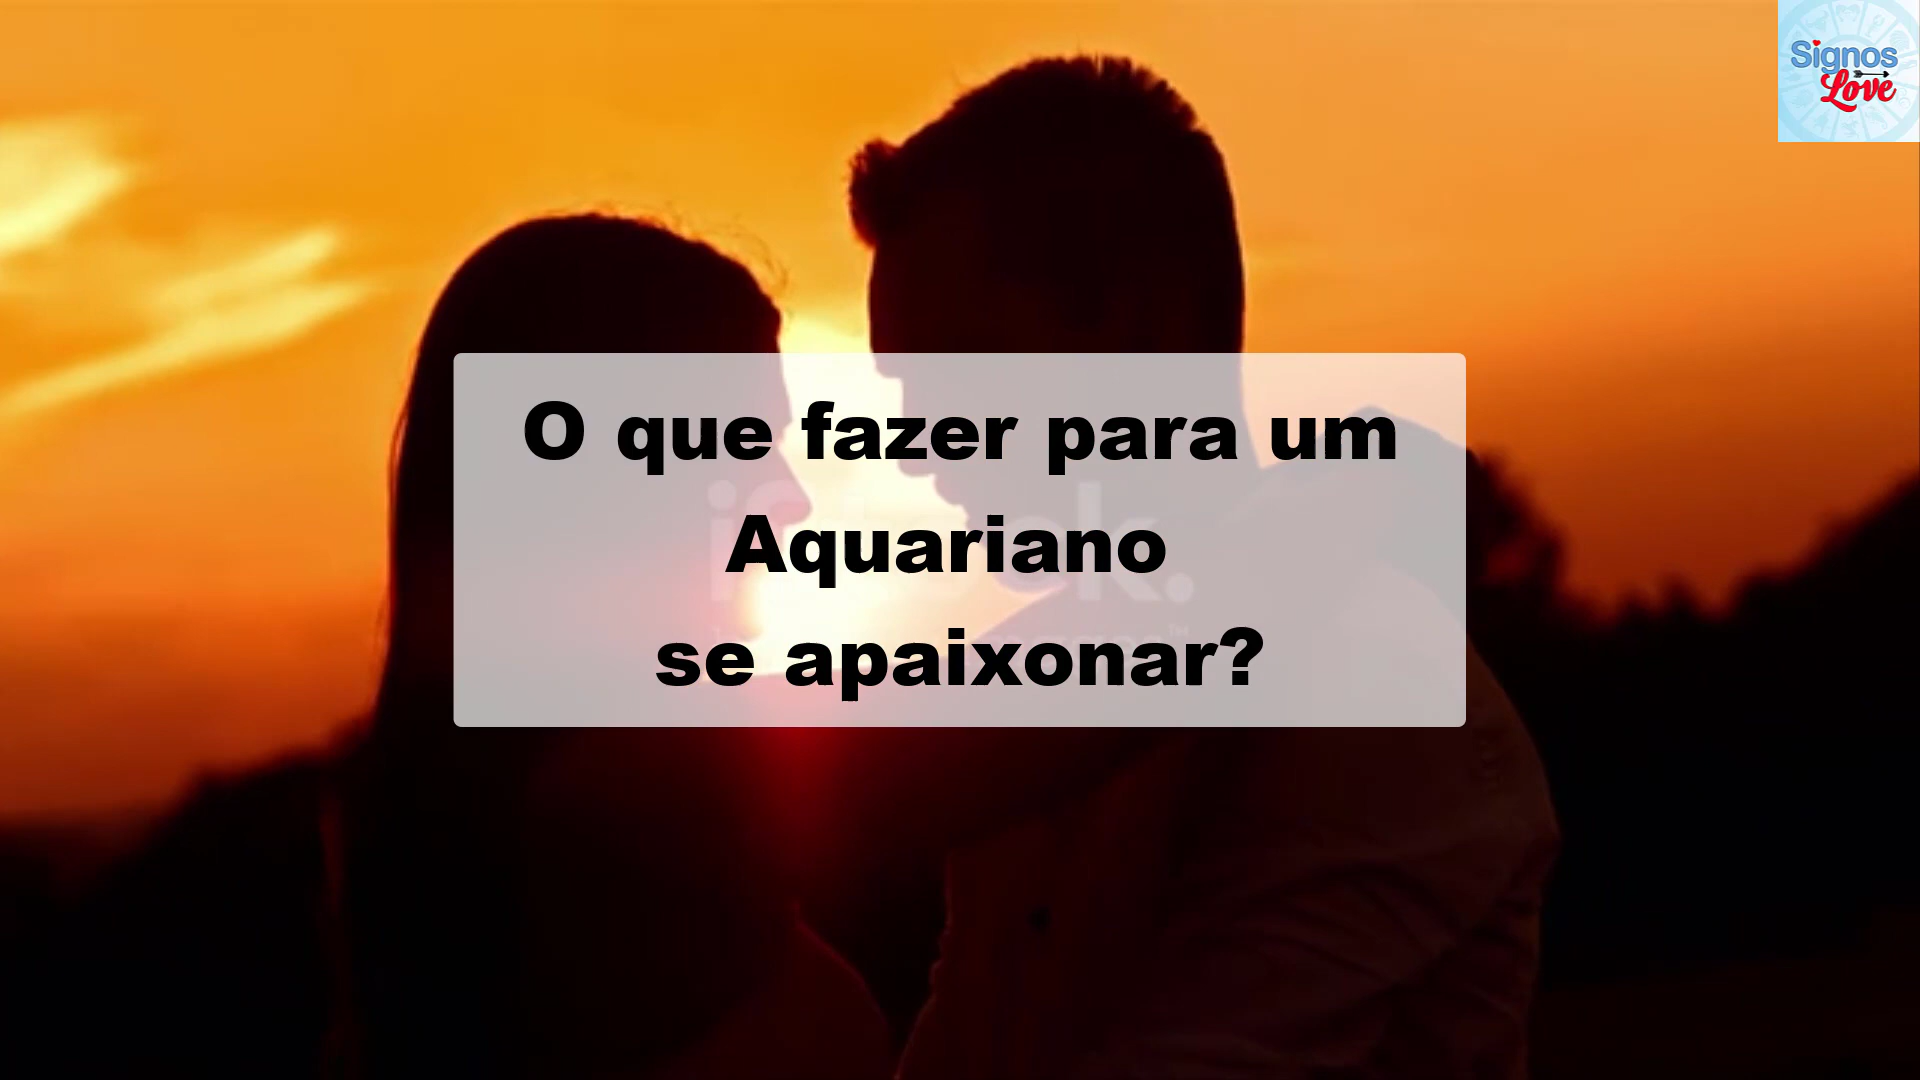 Signos
Love
O que fazer para um
Aquariano
se apaixonar?